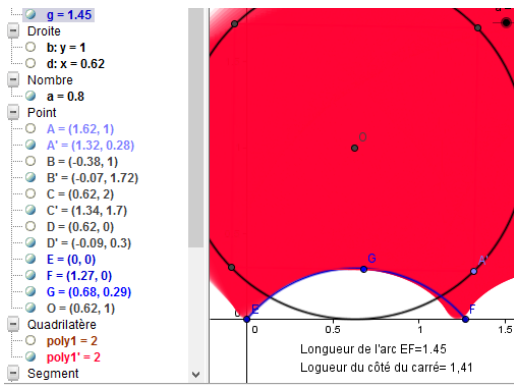 g = 1.45
Droite
b: y = 1
d: x = 0.62
Nombre
a = 0.8
Point
A = (1.62, 1)
A' = (1.32, 0.28)
B = (-0.38, 1)
B' = (-0.07, 1.72)
C = (0.62, 2)
C' = (1.34, 1.7)
D = (0.62, 0)
D' = (-0.09, 0.3)
E = (0, 0)
F = (1.27, 0)
G = (0.68, 0.29)
O = (0.62, 1)
Quadrilatère
poly1 = 2
poly1' = 2
Segment
O
G
A'
E
F
0
0
0.5
1
1.5
Longueur de l'arc EF=1.45
Logueur du côté du carré= 1,41